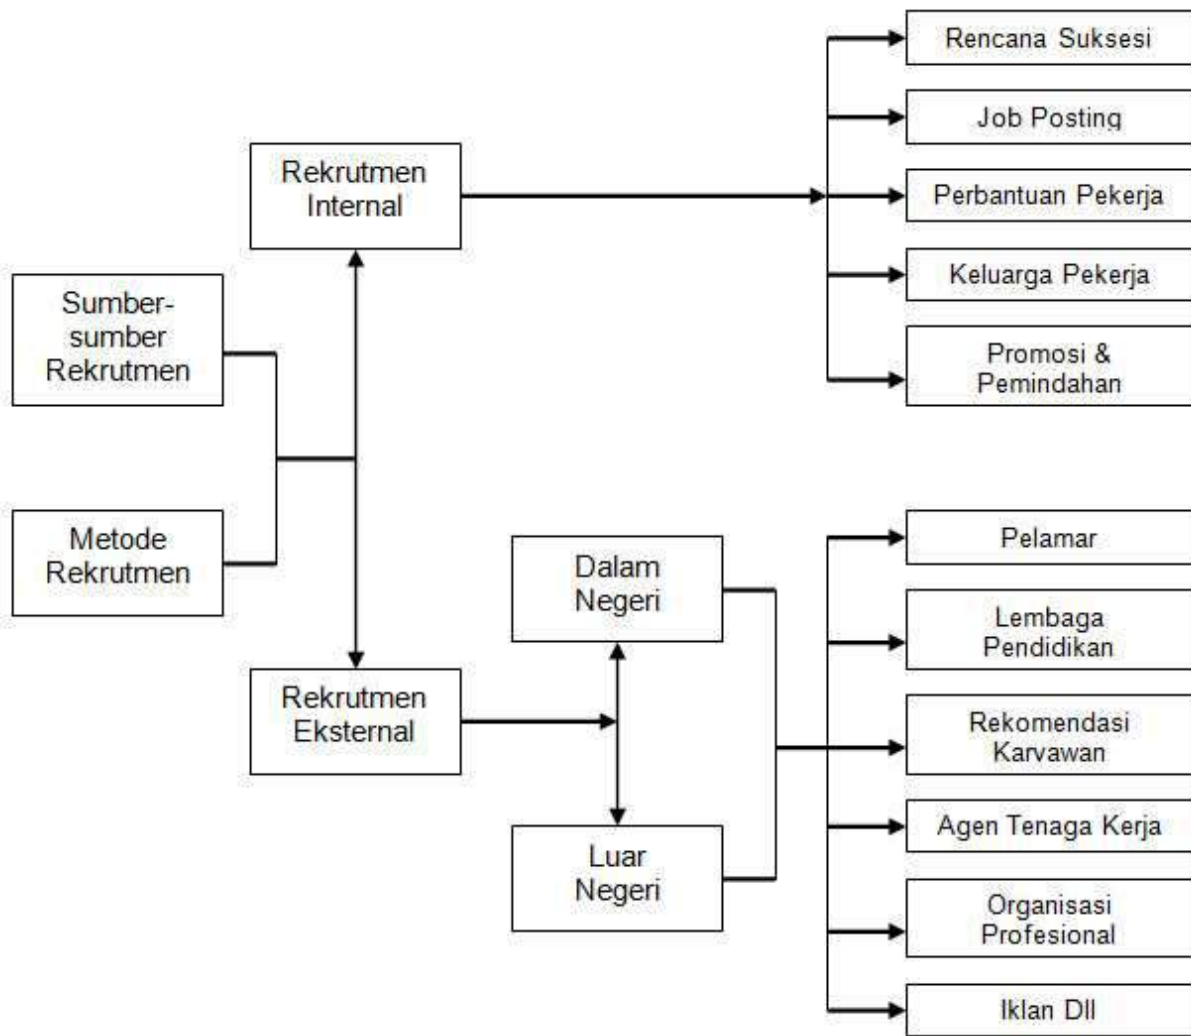 Rencana Suksesi
Job Posting
Rekrutmen
Internal
Perbantuan Pekerja
Keluarga Pekerja
Sumber-
sumber
Rekrutmen
Promosi &
Pemindahan
Metode
Rekrutmen
Dalam
Negeri
Pelamar
Lembaga
Pendidikan
Rekrutmen
Eksternal
Rekomendasi
Karvawan
Agen Tenaga Kerja
Luar
Negeri
Organisasi
Profesional
Iklan Dll